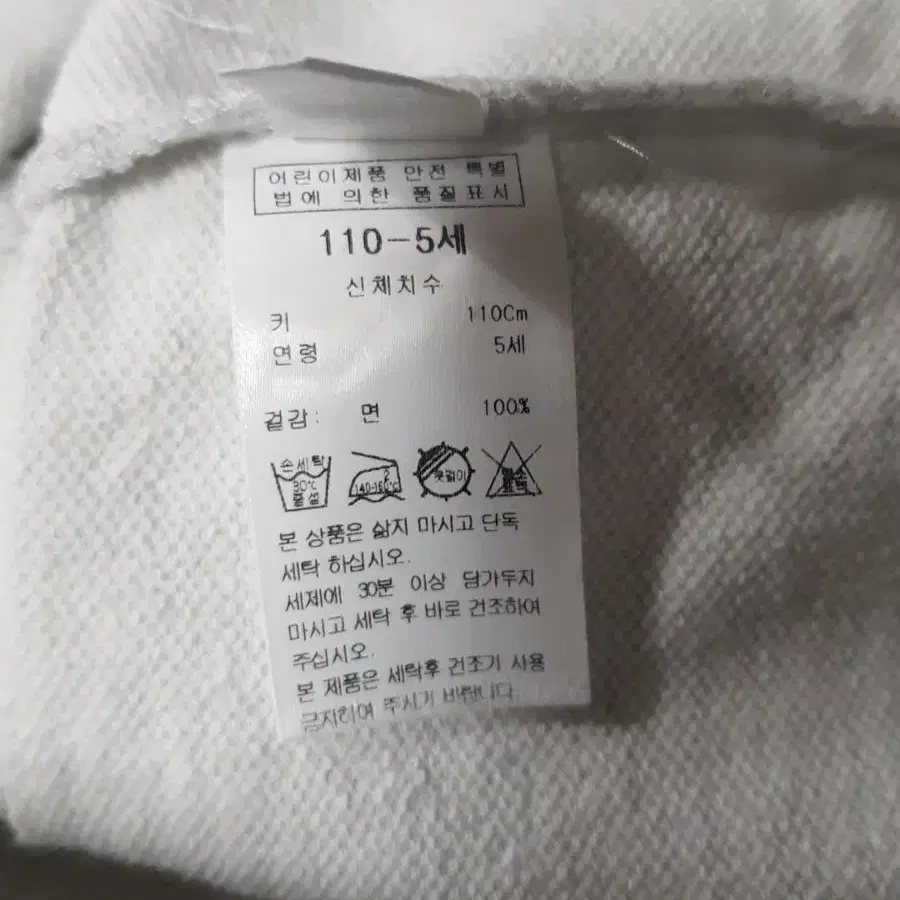 어린이제품 안전 특별
법에 의한 품질표시
110-5세
신체치수
키 110Cm
연령 5세
겉감: 면 100%
손세탁
30℃
중성
140-160℃
옷걸이
염소
표백
본 상품은 삶지 마시고 단독
세탁 하십시오.
세제에 30분 이상 담가두지
마시고 세탁 후 바로 건조하여
주십시오.
본 제품은 세탁후 건조기 사용
금지하여 주시기 바랍니다.